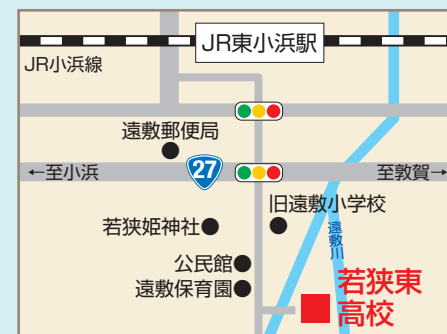 JR東小浜駅
JR小浜線
遠敷郵便局
27
←至小浜
至敦賀→
旧遠敷小学校
若狭姫神社
遠敷川
公民館
遠敷保育園
若狭東
高校